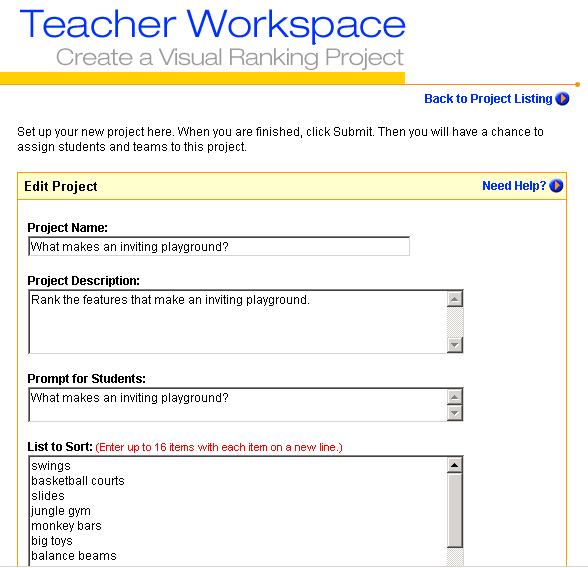 Teacher Workspace
Create a Visual Ranking Project
Back to Project Listing
Set up your new project here. When you are finished, click Submit. Then you will have a chance to
assign students and teams to this project.
Edit Project
Need Help?
Project Name:
What makes an inviting playground?
Project Description:
Rank the features that make an inviting playground.
Prompt for Students:
What makes an inviting playground?
List to Sort: (Enter up to 16 items with each item on a new line.)
swings
basketball courts
slides
jungle gym
monkey bars
big toys
balance beams